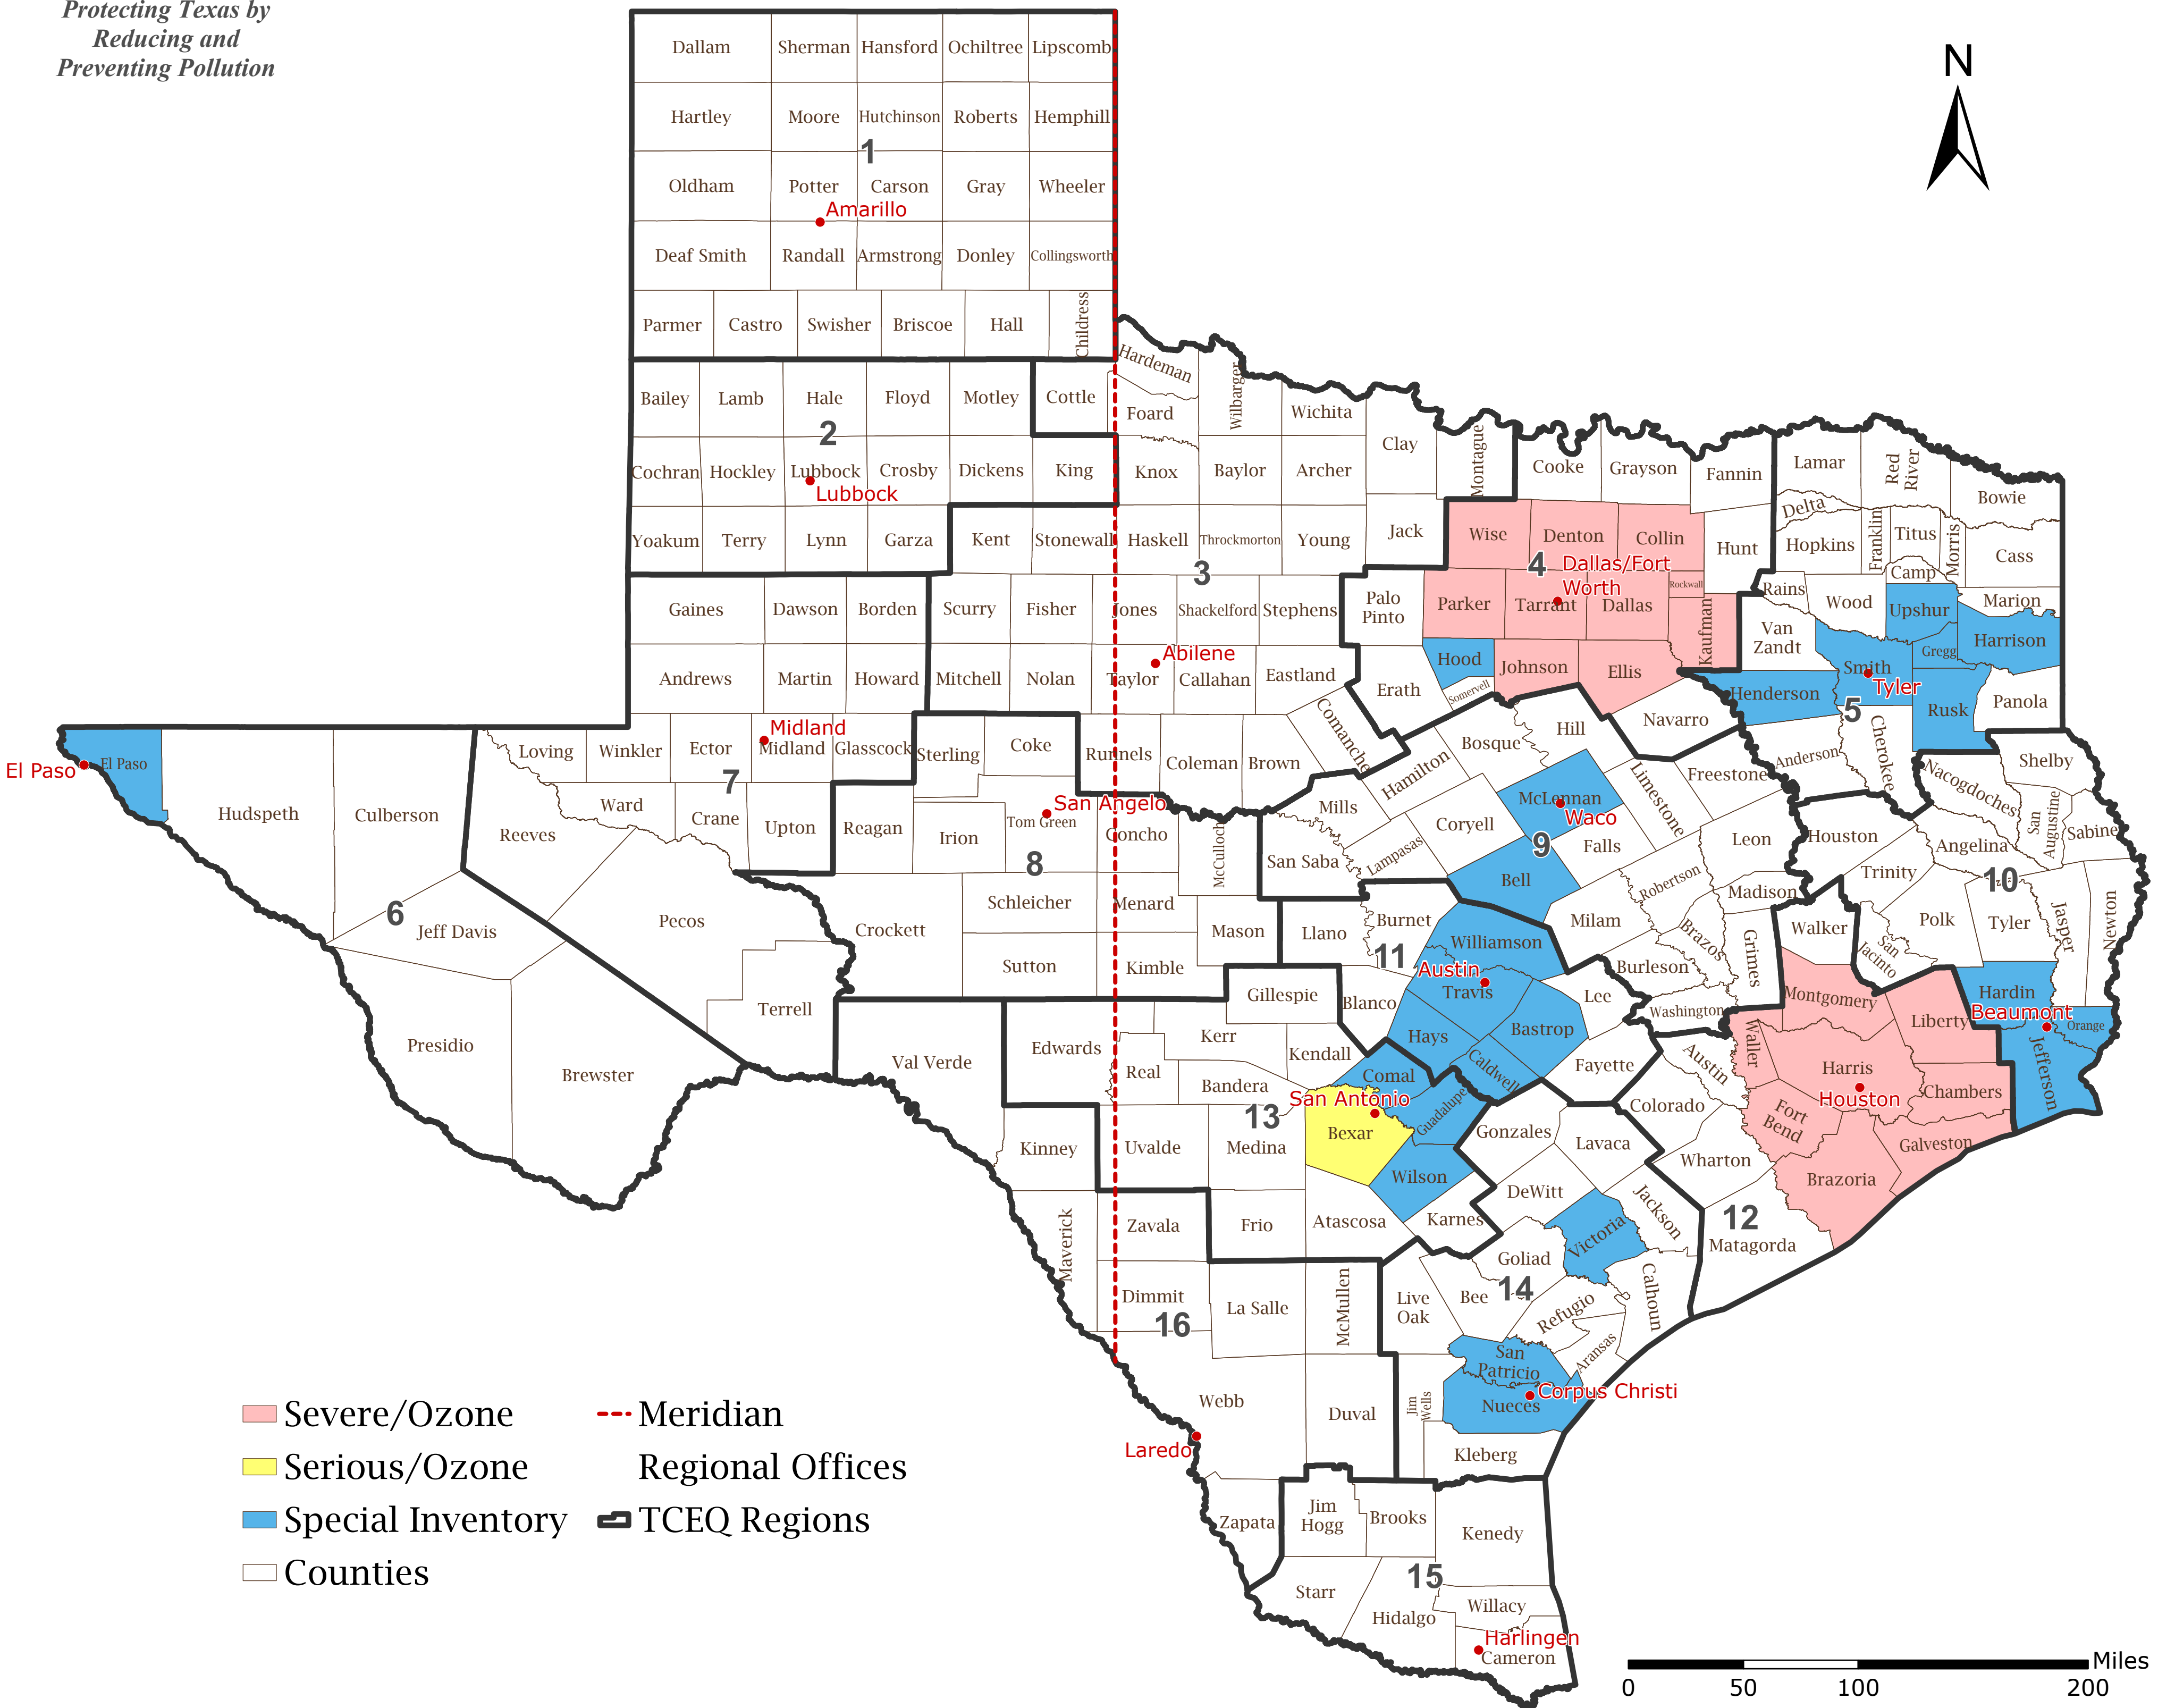 Protecting Texas by
Reducing and
Preventing Pollution
N
Dallam
Sherman
Hansford
Ochiltree
Lipscomb
Hartley
Moore
Hutchinson
Roberts
Hemphill
1
Oldham
Potter
Carson
Gray
Wheeler
Amarillo
Deaf Smith
Randall
Armstrong
Donley
Collingsworth
Parmer
Castro
Swisher
Briscoe
Hall
Childress
Hardeman
Bailey
Lamb
Hale
Floyd
Motley
Cottle
Foard
Wilbarger
Wichita
2
Clay
Montague
Cochran
Hockley
Lubbock
Crosby
Dickens
King
Knox
Baylor
Archer
Lubbock
Cooke
Grayson
Fannin
Lamar
Red
River
Bowie
Yoakum
Terry
Lynn
Garza
Kent
Stonewall
Haskell
Throckmorton
Young
Jack
Wise
Denton
Collin
Hunt
Delta
Hopkins
Franklin
Titus
Morris
Cass
3
4
Dallas/Fort
Worth
Camp
Gaines
Dawson
Borden
Scurry
Fisher
Jones
Shackelford
Stephens
Palo
Pinto
Parker
Tarrant
Dallas
Rockwall
Kaufman
Rains
Wood
Upshur
Marion
Van
Zandt
Harrison
Gregg
Andrews
Martin
Howard
Mitchell
Nolan
Taylor
Abilene
Callahan
Eastland
Erath
Hood
Somervell
Johnson
Ellis
Henderson
Smith
Tyler
5
Rusk
Panola
Navarro
El Paso
El Paso
Hudspeth
Culberson
Loving
Winkler
Ector
Midland
Midland
Glasscock
Sterling
Coke
Runnels
Coleman
Brown
Comanche
Hamilton
Bosque
Hill
Freestone
Anderson
Cherokee
Nacogdoches
Shelby
7
Ward
Crane
Upton
Reeves
Reagan
Irion
Tom Green
San Angelo
Concho
McCulloch
Mills
San Saba
Lampasas
Coryell
McLennan
Waco
Limestone
Falls
Leon
Houston
San
Augustine
Sabine
Angelina
Trinity
8
9
10
6
Jeff Davis
Pecos
Crockett
Schleicher
Menard
Mason
Llano
Burnet
Bell
Milam
Robertson
Madison
Brazos
Grimes
Walker
San
Jacinto
Polk
Tyler
Jasper
Newton
Sutton
Kimble
Gillespie
Blanco
11
Williamson
Austin
Travis
Burleson
Lee
Washington
Montgomery
Liberty
Hardin
Beaumont
Orange
Jefferson
Presidio
Brewster
Terrell
Val Verde
Edwards
Kerr
Kendall
Real
Bandera
Hays
Bastrop
Comal
Caldwell
Fayette
Austin
Waller
Harris
Houston
Chambers
13
San Antonio
Bexar
Guadalupe
Colorado
Fort
Bend
Galveston
Kinney
Uvalde
Medina
Wilson
Gonzales
Lavaca
Wharton
Brazoria
DeWitt
Maverick
Zavala
Frio
Atascosa
Karnes
Jackson
12
Matagorda
Goliad
Victoria
Calhoun
Dimmit
La Salle
McMullen
Live
Oak
Bee
14
Refugio
Aransas
16
San
Patricio
Corpus Christi
Nueces
Webb
Duval
Jim
Wells
Kleberg
Laredo
Zapata
Jim
Hogg
Brooks
Kenedy
15
Starr
Hidalgo
Willacy
Harlingen
Cameron
Severe/Ozone
Serious/Ozone
Special Inventory
Counties
Meridian
Regional Offices
TCEQ Regions
Miles
0 50 100 200